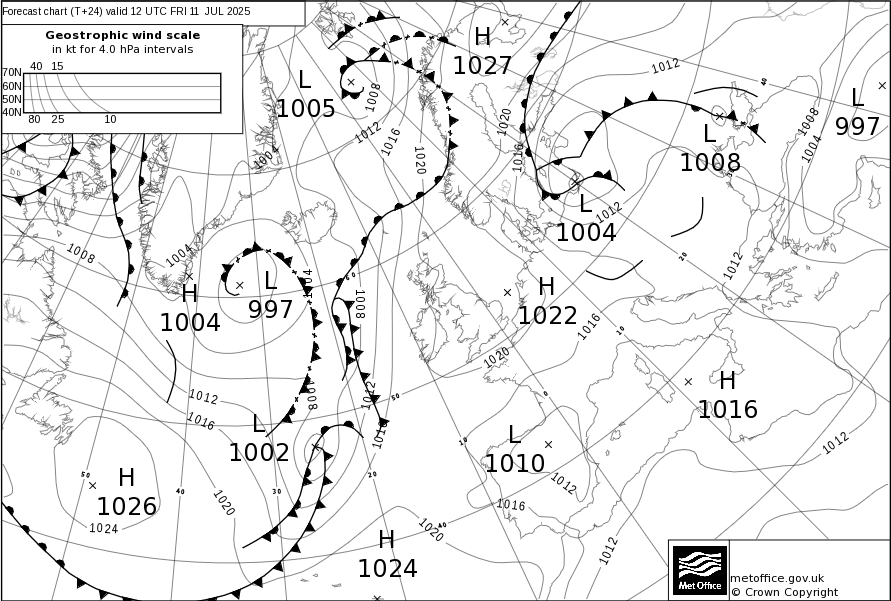 Forecast chart (T+24) valid 12 UTC FRI 11 JUL 2025
Geostrophic wind scale
in kt for 4.0 hPa intervals
40 15
70N
60N
50N
40N
80 25 10
H
1027
L
1005
L
997
L
1008
L
1004
H
1004
L
997
H
1022
H
1016
L
1002
L
1010
H
1026
H
1024
1012
1008
1012
1016
1020
1020
1016
1004
1008
1004
1012
1008
1004
1004
1008
1012
1016
1020
1012
1016
1008
1012
1016
1020
1024
1020
1012
1016
1012
1012
40
20
10
0
10
20
30
40
50
50
60
40
metoffice.gov.uk
© Crown Copyright
Met Office